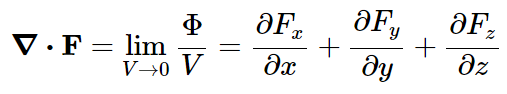 ∇ · F = lim_{V→0} Φ/V = ∂F_x/∂x + ∂F_y/∂y + ∂F_z/∂z